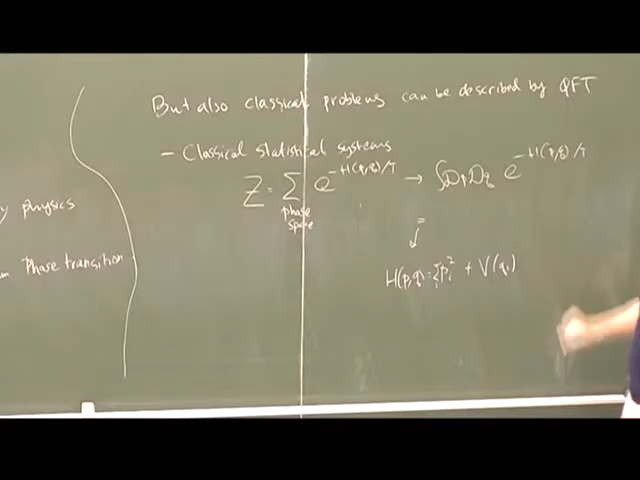 But also classical problems can be described by QFT
- Classical statistical systems
Z = ∑ e^{-H(p,q)/T} → ∫Dp Dq e^{-H(p,q)/T}
phase
space
=
H(p,q) = ∑_i p_i^2 + V(q_i)
y physics
Phase transition